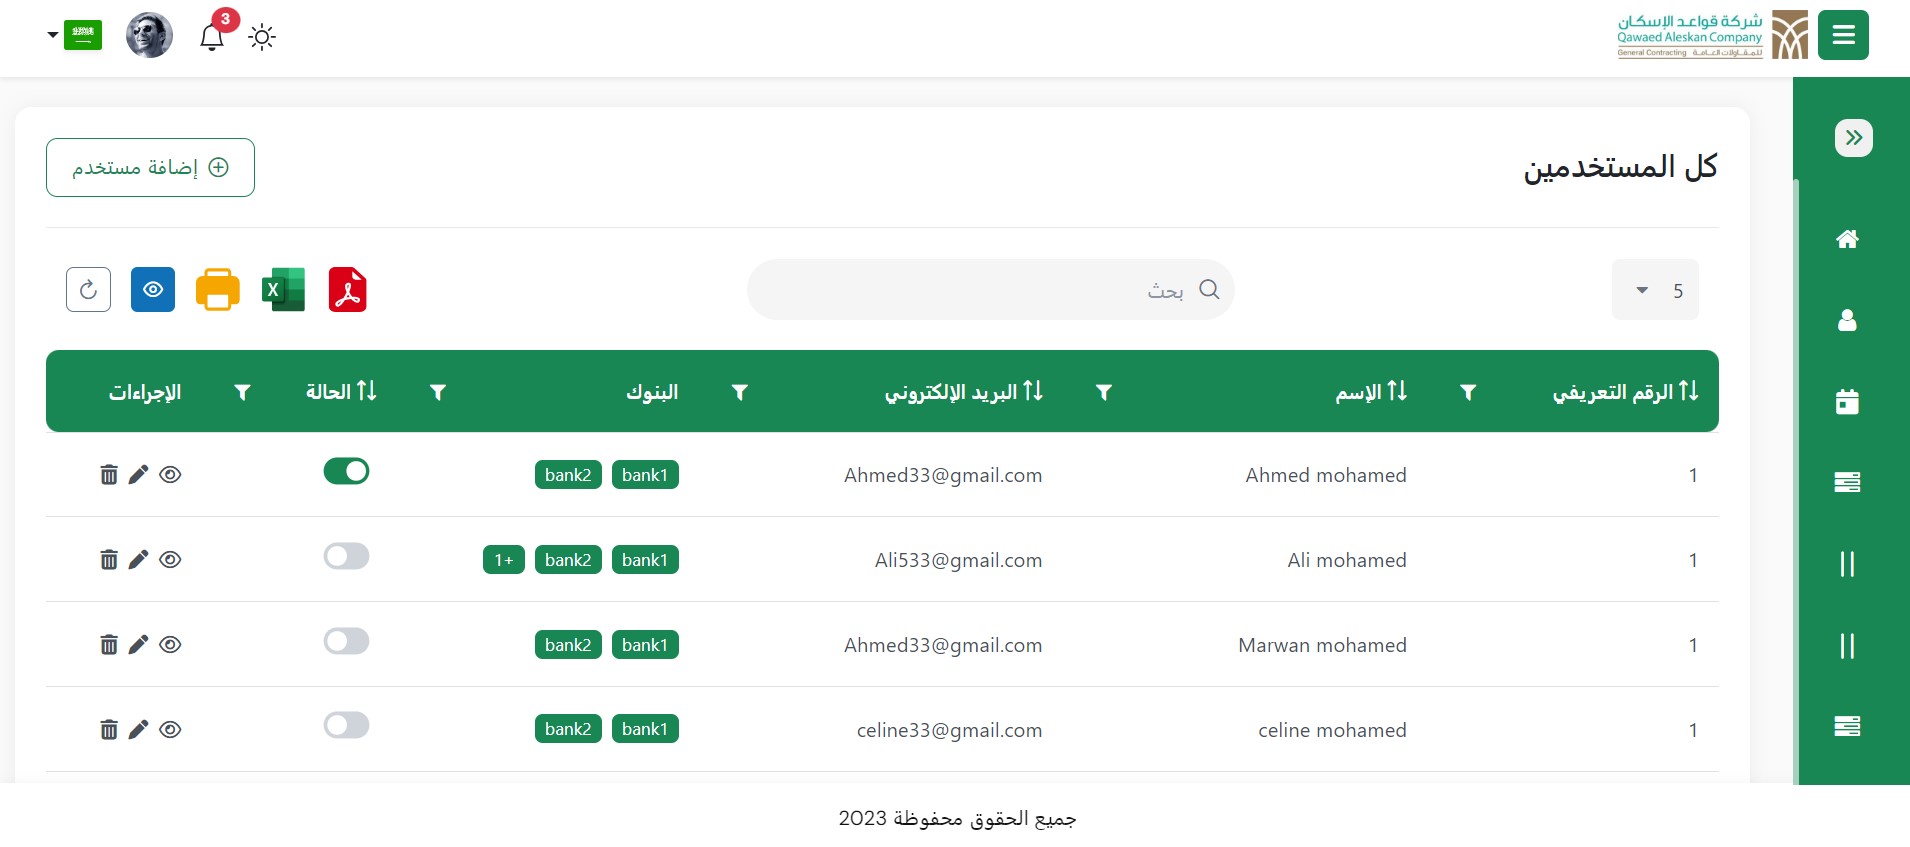 شركة قواعد الإسكان
Qawaed Aleskan Company
General Contracting للمقاولات العامة
3
كل المستخدمين
إضافة مستخدم
5
بحث
الرقم التعريفي الإسم البريد الإلكتروني البنوك الحالة الإجراءات
1 Ahmed mohamed Ahmed33@gmail.com bank1 bank2
1 Ali mohamed Ali533@gmail.com bank1 bank2 1+
1 Marwan mohamed Ahmed33@gmail.com bank1 bank2
1 celine mohamed celine33@gmail.com bank1 bank2
جميع الحقوق محفوظة 2023